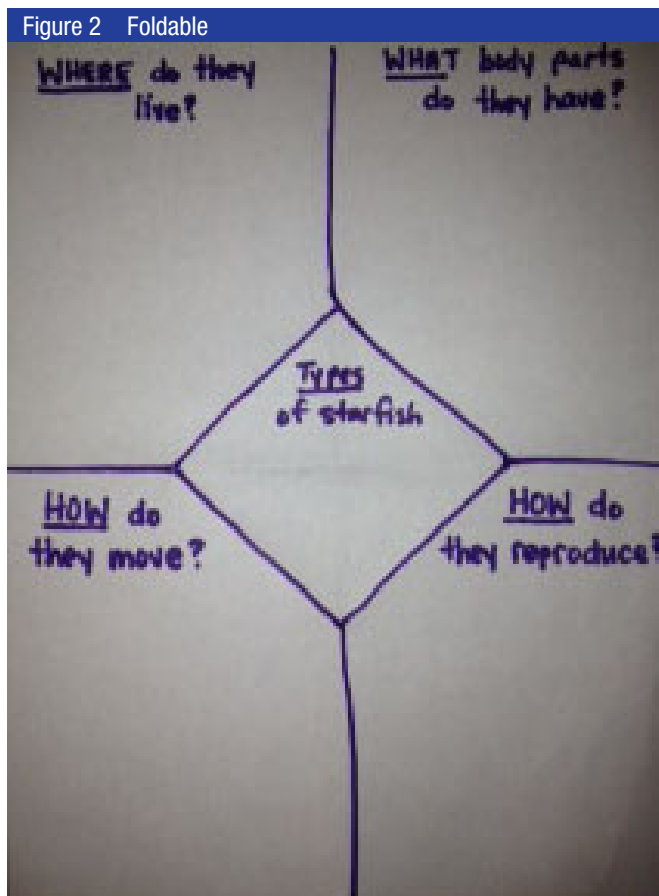 Figure 2 Foldable
WHERE do they
live?
WHAT body parts
do they have?
Types
of starfish
HOW do
they move?
HOW do
they reproduce?